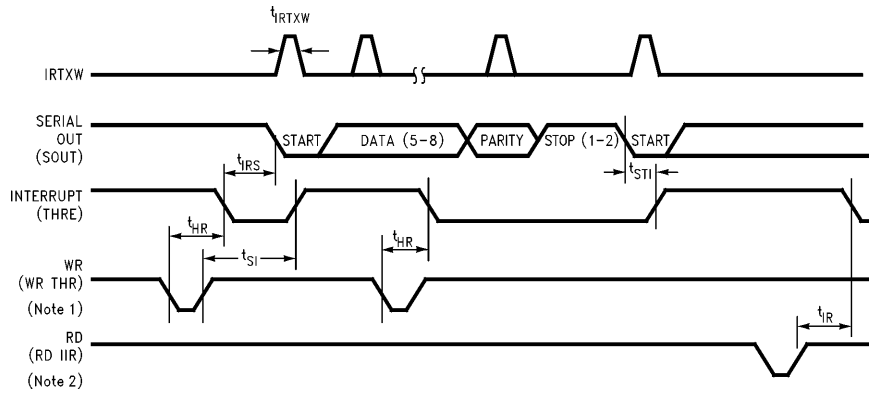 tIRTXW
IRTXW
SERIAL
OUT
(SOUT)
START
DATA (5-8)
PARITY
STOP (1-2)
START
tIRS
tSTI
INTERRUPT
(THRE)
tHR
tSI
tHR
WR
(WR THR)
(Note 1)
RD
(RD IIR)
(Note 2)
tIR